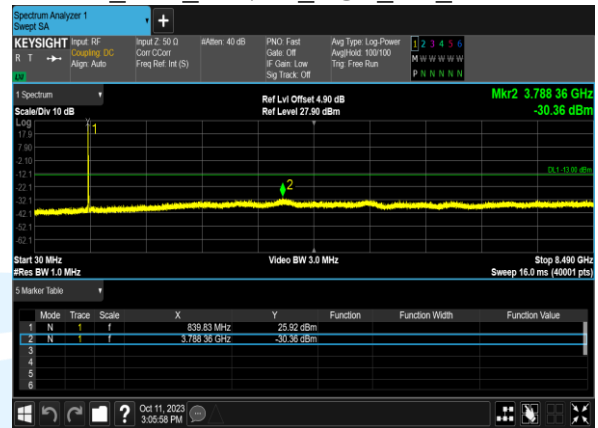 Spectrum Analyzer 1
Swept SA
+
KEYSIGHT Input: RF Input Z: 50 Ω #Atten: 40 dB PNO: Fast Avg Type: Log-Power 1 2 3 4 5 6
R T Coupling: DC Corr CCorr Gate: Off Avg|Hold: 100/100 M W W W W W
Align: Auto Freq Ref: Int (S) IF Gain: Low Trig: Free Run
Sig Track: Off P N N N N N
1 Spectrum Ref Lvl Offset 4.90 dB Mkr2 3.788 36 GHz
Scale/Div 10 dB Ref Level 27.90 dBm -30.36 dBm
Log
17.9
7.90
-2.10
-12.1
-22.1
-32.1
-42.1
-52.1
-62.1
1
2
DL1 -13.00 dBm
Start 30 MHz Video BW 3.0 MHz Stop 8.490 GHz
#Res BW 1.0 MHz Sweep 16.0 ms (40001 pts)
5 Marker Table
Mode Trace Scale X Y Function Function Width Function Value
1 N 1 f 839.83 MHz 25.92 dBm
2 N 1 f 3.788 36 GHz -30.36 dBm
3
4
5
6
? Oct 11, 2023
3:05:58 PM